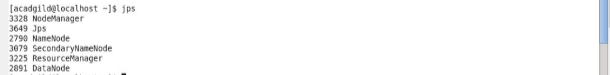 [acadgild@localhost ~]$ jps
3328 NodeManager
3649 Jps
2790 NameNode
3079 SecondaryNameNode
3225 ResourceManager
2891 DataNode